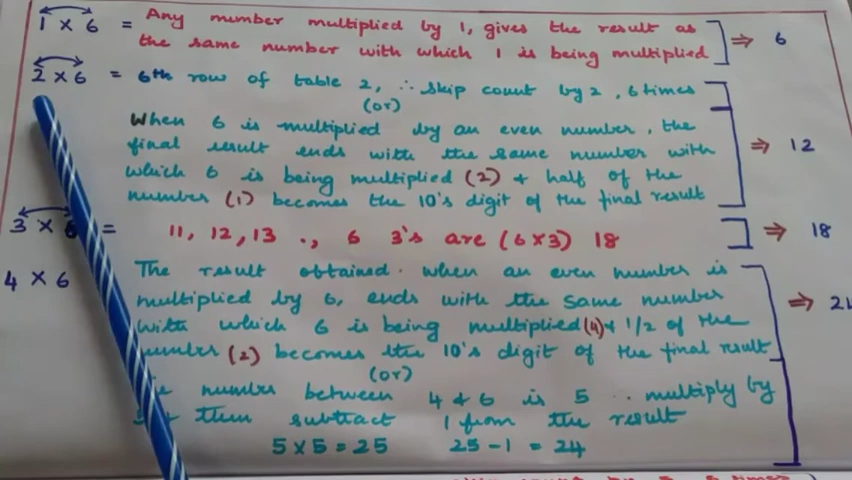 1 × 6 = Any number multiplied by 1, gives the result as
the same number with which 1 is being multiplied ⇒ 6
2 × 6 = 6th row of table 2, ∴ skip count by 2, 6 times
(or)
When 6 is multiplied by an even number, the
final result ends with the same number with ⇒ 12
which 6 is being multiplied (2) & half of the
number (1) becomes the 10's digit of the final result
3 × 6 = 11, 12, 13 ., 6 3's are (6×3) 18 ⇒ 18
The result obtained. when an even number is
4 × 6 multiplied by 6, ends with the same number ⇒ 24
with which 6 is being multiplied (4) & 1/2 of the
number (2) becomes the 10's digit of the final result
(or)
number between 4 & 6 is 5 ∴ multiply by
then subtract 1 from the result
5 × 5 = 25 25 - 1 = 24